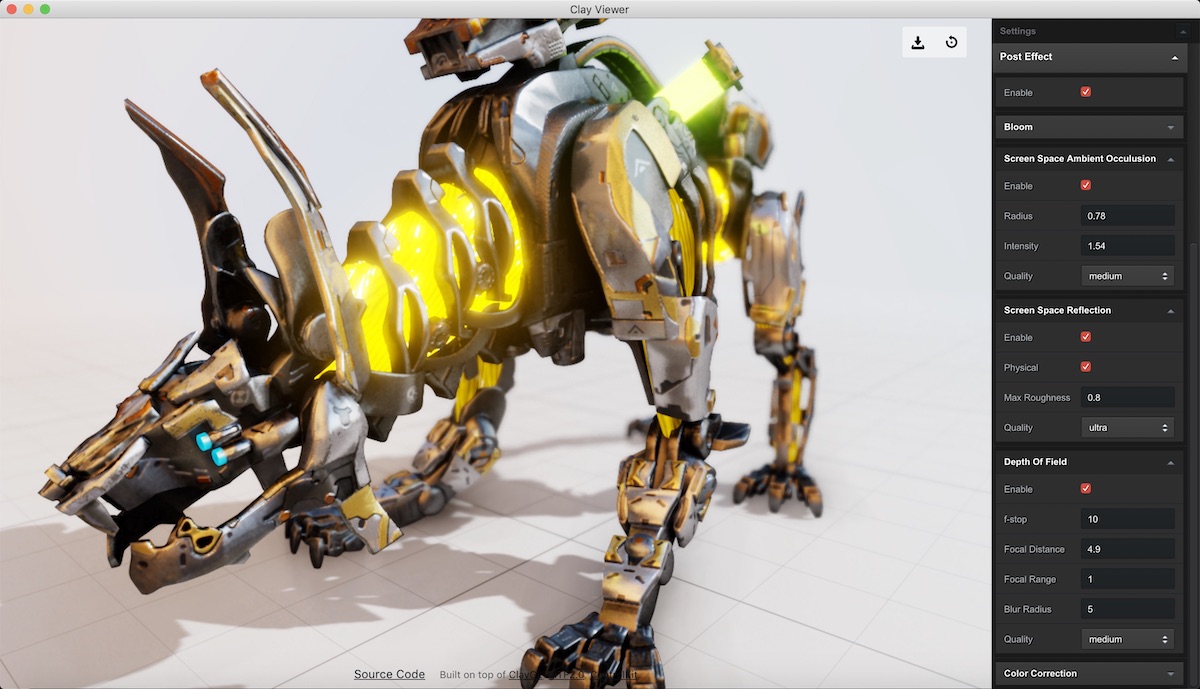 Clay Viewer
Settings
Post Effect
Enable
Bloom
Screen Space Ambient Occulusion
Enable
Radius 0.78
Intensity 1.54
Quality medium
Screen Space Reflection
Enable
Physical
Max Roughness 0.8
Quality ultra
Depth Of Field
Enable
f-stop 10
Focal Distance 4.9
Focal Range 1
Blur Radius 5
Quality medium
Color Correction
Source Code Built on top of